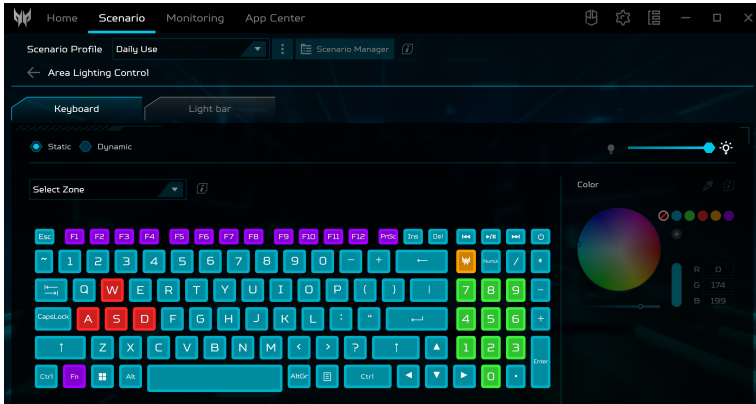 Home Scenario Monitoring App Center
Scenario Profile Daily Use Scenario Manager
Area Lighting Control
Keyboard Light bar
Static Dynamic
Select Zone
Color
Esc F1 F2 F3 F4 F5 F6 F7 F8 F9 F10 F11 F12 PrtSc Ins Del
~ 1 2 3 4 5 6 7 8 9 0 - + NumLk / *
Q W E R T Y U I O P { } | 7 8 9 -
R 0
G 174
B 199
CapsLock A S D F G H J K L : " 4 5 6 +
Z X C V B N M < > ? 1 2 3 Enter
Ctrl Fn Alt AltGr Ctrl 0 .